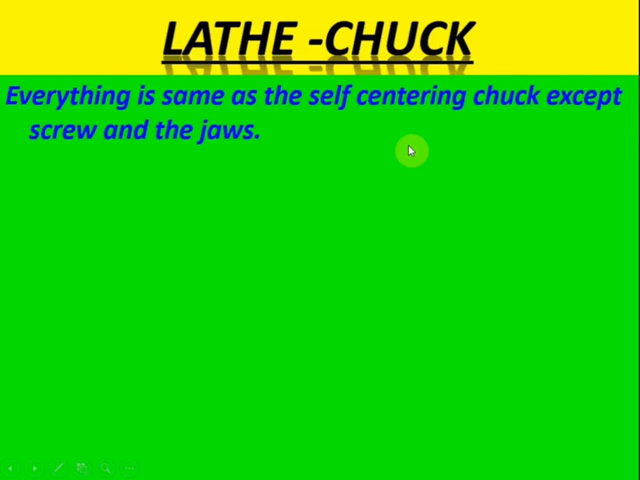 LATHE -CHUCK
Everything is same as the self centering chuck except
screw and the jaws.